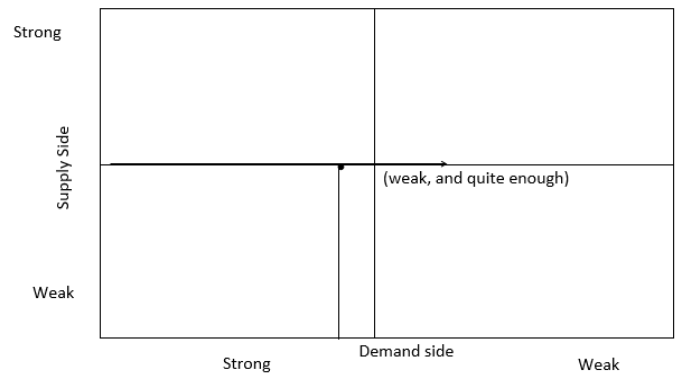 Strong
Supply Side
(weak, and quite enough)
Weak
Demand side
Strong
Weak